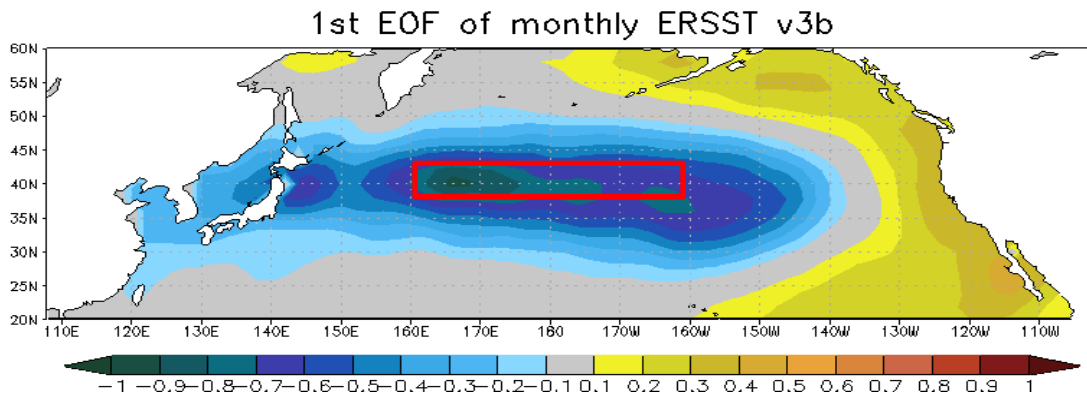 1st EOF of monthly ERSST v3b
60N
55N
50N
45N
40N
35N
30N
25N
20N
110E 120E 130E 140E 150E 160E 170E 180 170W 160W 150W 140W 130W 120W 110W
-1 -0.9 -0.8 -0.7 -0.6 -0.5 -0.4 -0.3 -0.2 -0.1 0.1 0.2 0.3 0.4 0.5 0.6 0.7 0.8 0.9 1